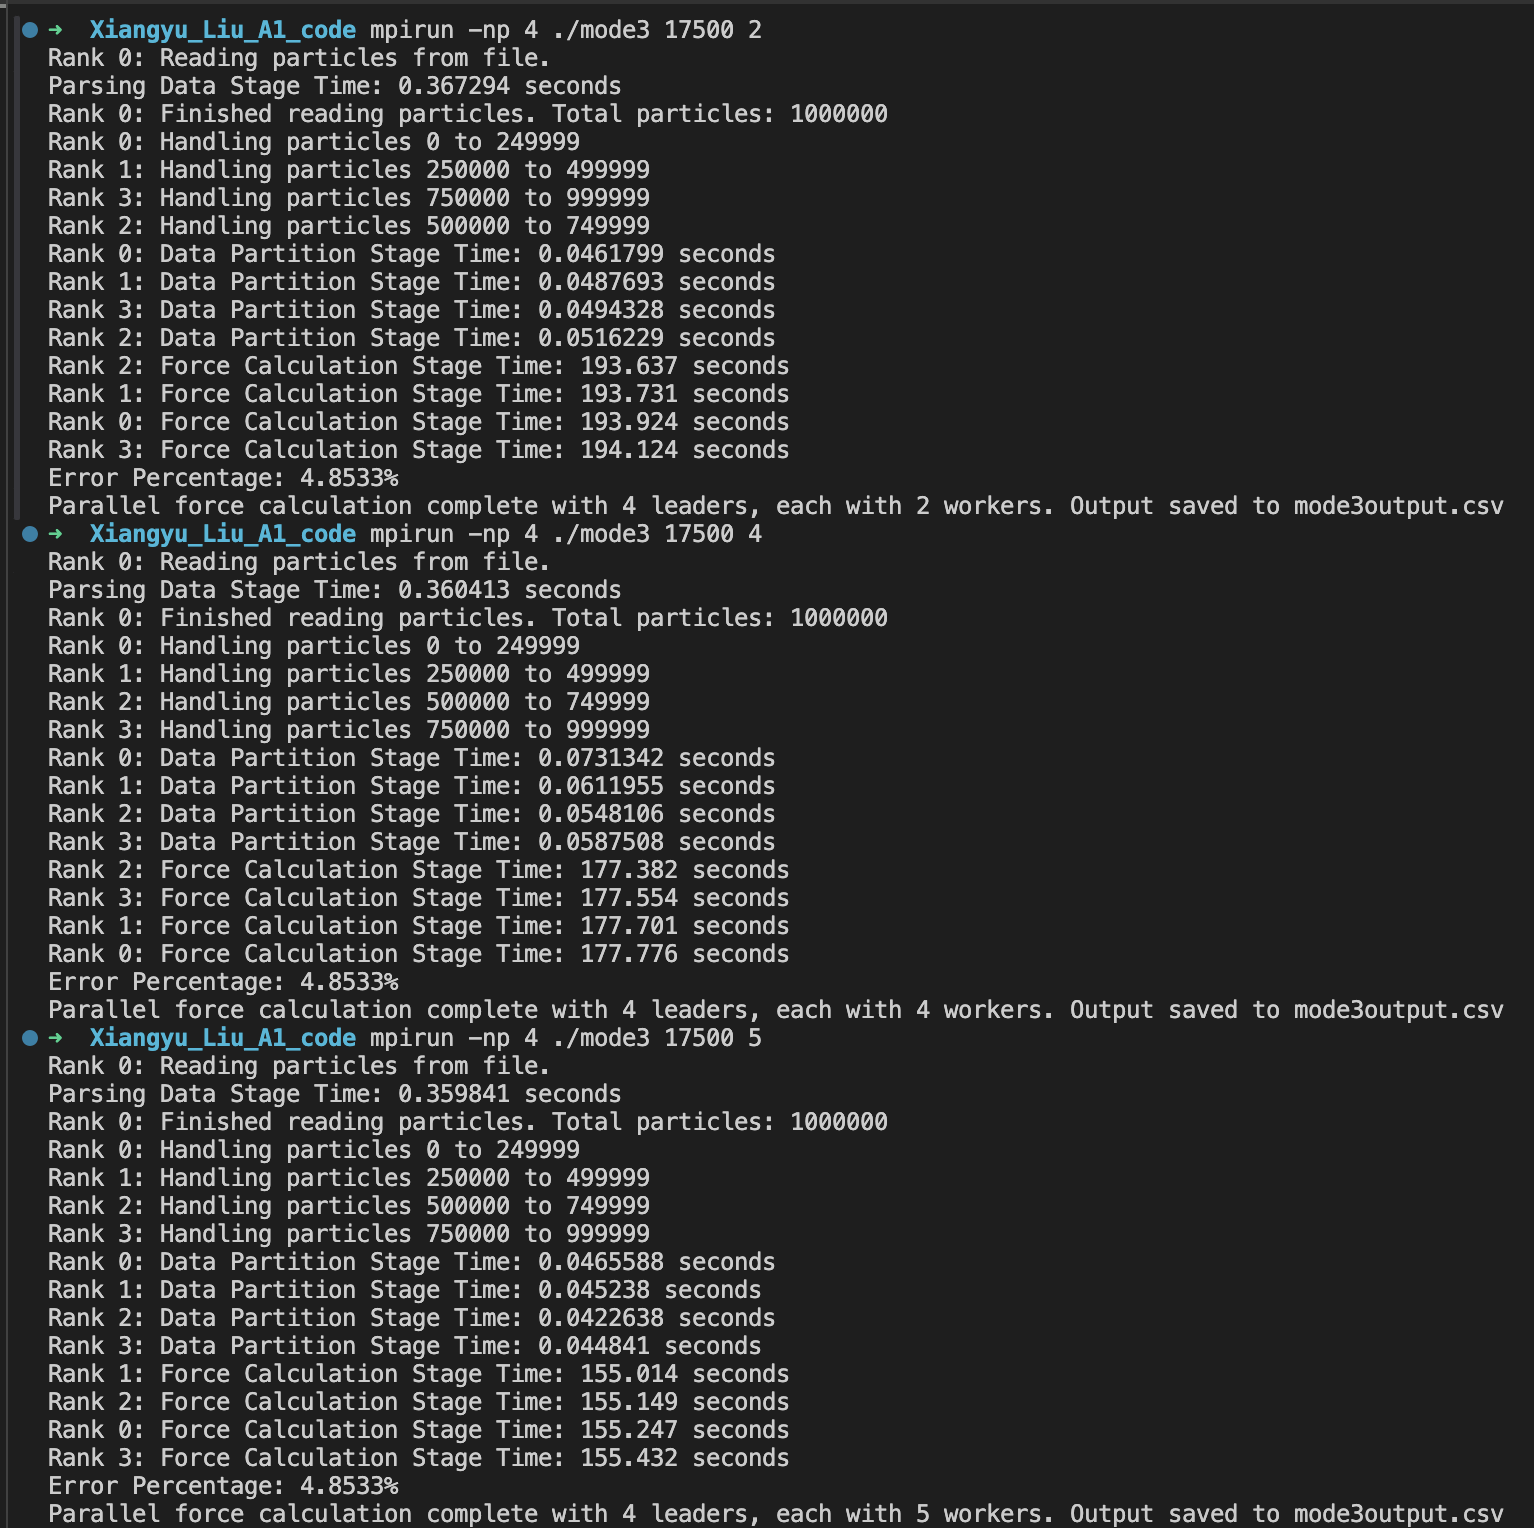 ➜  Xiangyu_Liu_A1_code mpirun -np 4 ./mode3 17500 2
Rank 0: Reading particles from file.
Parsing Data Stage Time: 0.367294 seconds
Rank 0: Finished reading particles. Total particles: 1000000
Rank 0: Handling particles 0 to 249999
Rank 1: Handling particles 250000 to 499999
Rank 3: Handling particles 750000 to 999999
Rank 2: Handling particles 500000 to 749999
Rank 0: Data Partition Stage Time: 0.0461799 seconds
Rank 1: Data Partition Stage Time: 0.0487693 seconds
Rank 3: Data Partition Stage Time: 0.0494328 seconds
Rank 2: Data Partition Stage Time: 0.0516229 seconds
Rank 2: Force Calculation Stage Time: 193.637 seconds
Rank 1: Force Calculation Stage Time: 193.731 seconds
Rank 0: Force Calculation Stage Time: 193.924 seconds
Rank 3: Force Calculation Stage Time: 194.124 seconds
Error Percentage: 4.8533%
Parallel force calculation complete with 4 leaders, each with 2 workers. Output saved to mode3output.csv
➜  Xiangyu_Liu_A1_code mpirun -np 4 ./mode3 17500 4
Rank 0: Reading particles from file.
Parsing Data Stage Time: 0.360413 seconds
Rank 0: Finished reading particles. Total particles: 1000000
Rank 0: Handling particles 0 to 249999
Rank 1: Handling particles 250000 to 499999
Rank 2: Handling particles 500000 to 749999
Rank 3: Handling particles 750000 to 999999
Rank 0: Data Partition Stage Time: 0.0731342 seconds
Rank 1: Data Partition Stage Time: 0.0611955 seconds
Rank 2: Data Partition Stage Time: 0.0548106 seconds
Rank 3: Data Partition Stage Time: 0.0587508 seconds
Rank 2: Force Calculation Stage Time: 177.382 seconds
Rank 3: Force Calculation Stage Time: 177.554 seconds
Rank 1: Force Calculation Stage Time: 177.701 seconds
Rank 0: Force Calculation Stage Time: 177.776 seconds
Error Percentage: 4.8533%
Parallel force calculation complete with 4 leaders, each with 4 workers. Output saved to mode3output.csv
➜  Xiangyu_Liu_A1_code mpirun -np 4 ./mode3 17500 5
Rank 0: Reading particles from file.
Parsing Data Stage Time: 0.359841 seconds
Rank 0: Finished reading particles. Total particles: 1000000
Rank 0: Handling particles 0 to 249999
Rank 1: Handling particles 250000 to 499999
Rank 2: Handling particles 500000 to 749999
Rank 3: Handling particles 750000 to 999999
Rank 0: Data Partition Stage Time: 0.0465588 seconds
Rank 1: Data Partition Stage Time: 0.045238 seconds
Rank 2: Data Partition Stage Time: 0.0422638 seconds
Rank 3: Data Partition Stage Time: 0.044841 seconds
Rank 1: Force Calculation Stage Time: 155.014 seconds
Rank 2: Force Calculation Stage Time: 155.149 seconds
Rank 0: Force Calculation Stage Time: 155.247 seconds
Rank 3: Force Calculation Stage Time: 155.432 seconds
Error Percentage: 4.8533%
Parallel force calculation complete with 4 leaders, each with 5 workers. Output saved to mode3output.csv